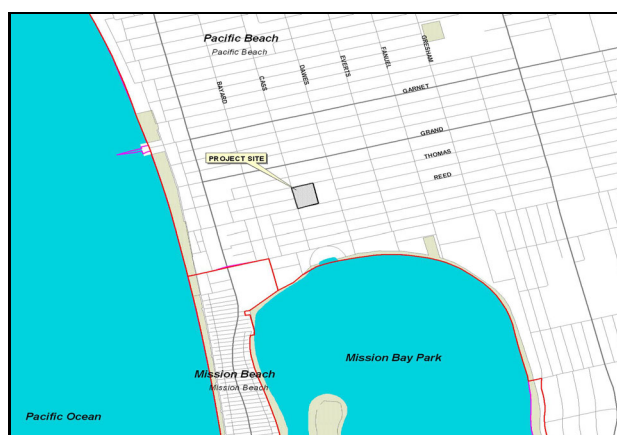 Pacific Beach
Pacific Beach
BAYARD
CASS
DAWES
EVERTS
FANUEL
GRESHAM
GARNET
GRAND
THOMAS
REED
PROJECT SITE
Mission Bay Park
Mission Beach
Mission Beach
Pacific Ocean